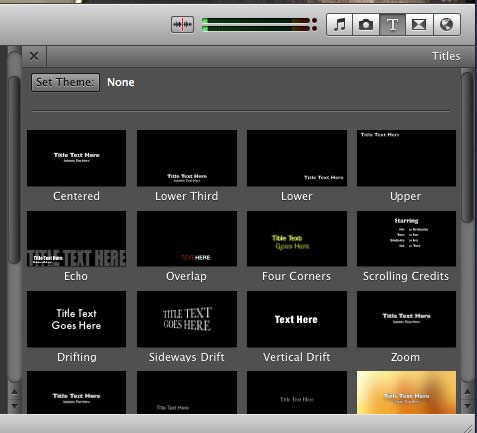 T
Titles
Set Theme: None
Title Text Here
Title Text Here
Title Text Here
Title Text Here
Centered
Lower Third
Lower
Upper
Title Text Here
TITLE TEXT HERE
TEXT HERE
Title Text
Goes Here
Starring
Echo
Overlap
Four Corners
Scrolling Credits
Title Text
Goes Here
TITLE TEXT
GOES HERE
Text Here
Title Text Here
Drifting
Sideways Drift
Vertical Drift
Zoom
Title Text Here
Title Text Here
Title Text Here
Title Text Here